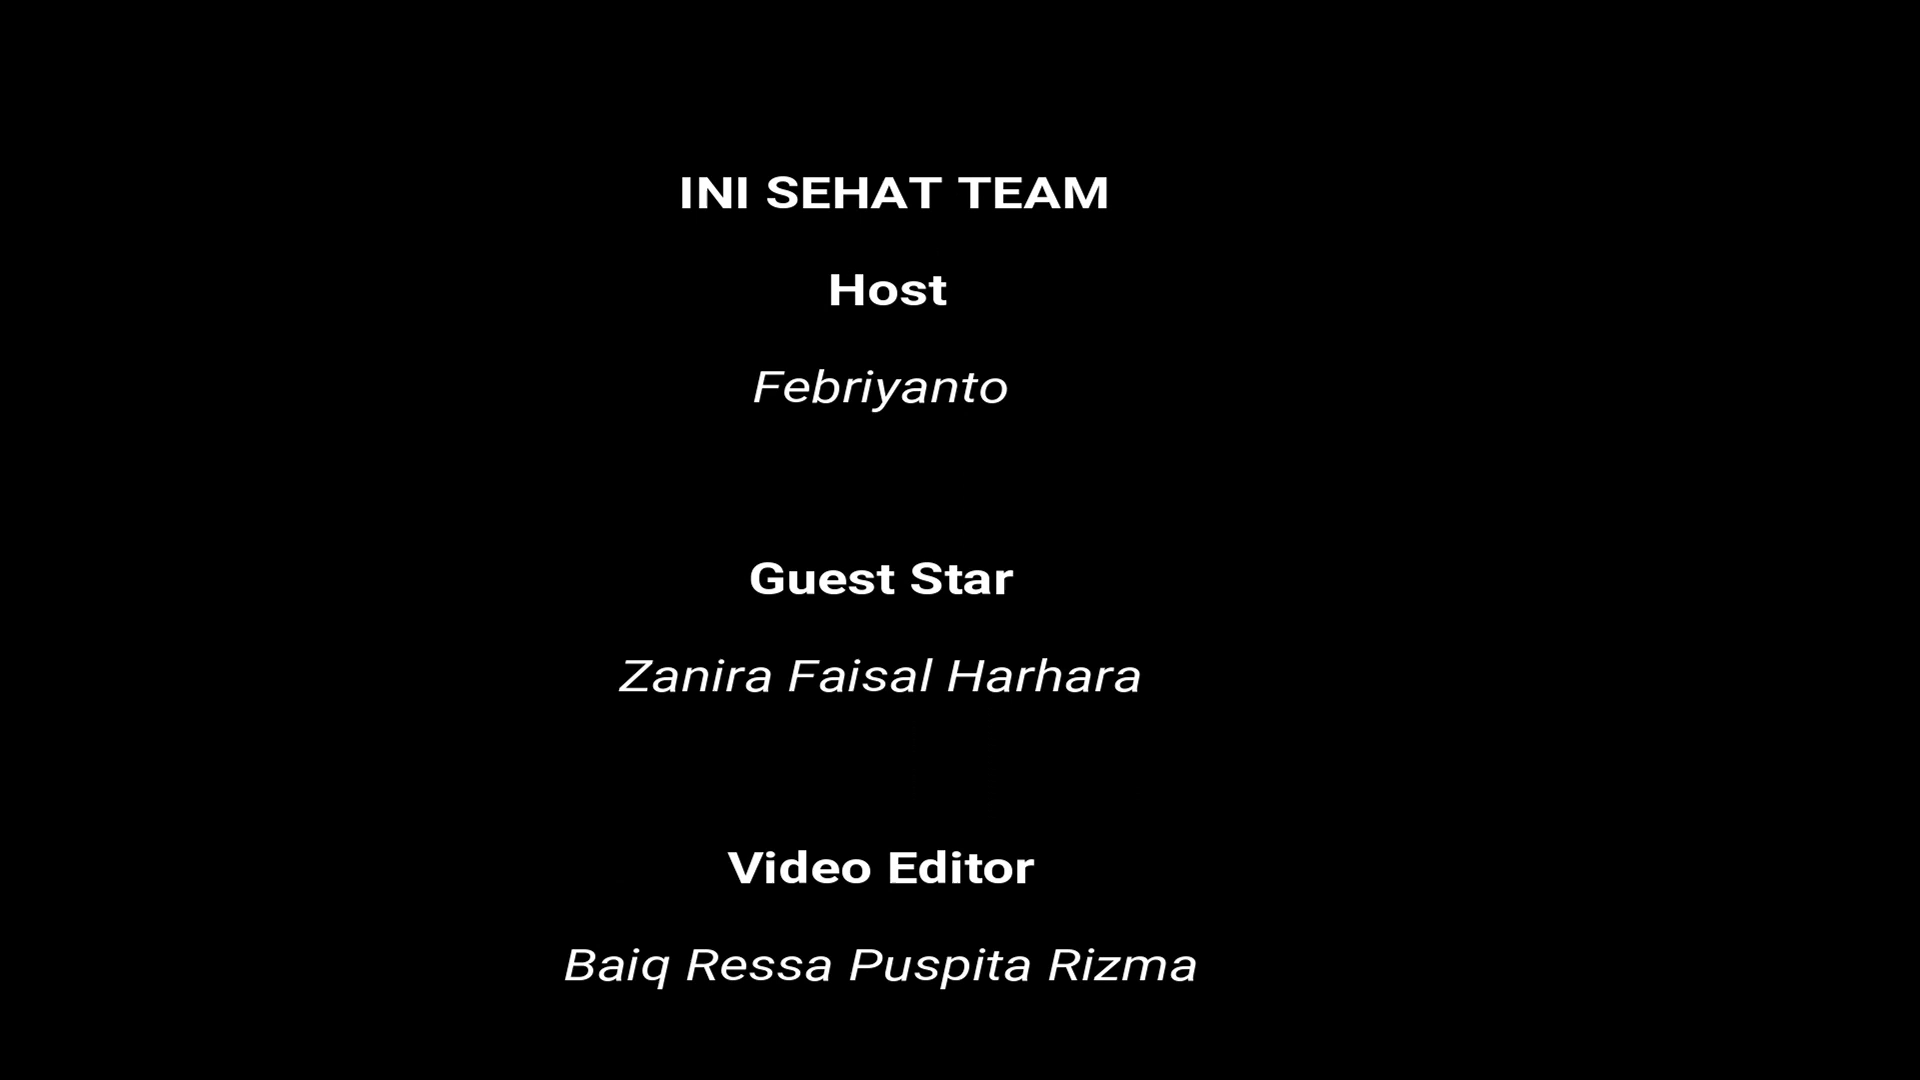 INI SEHAT TEAM
Host
Febriyanto
Guest Star
Zanira Faisal Harhara
Video Editor
Baiq Ressa Puspita Rizma